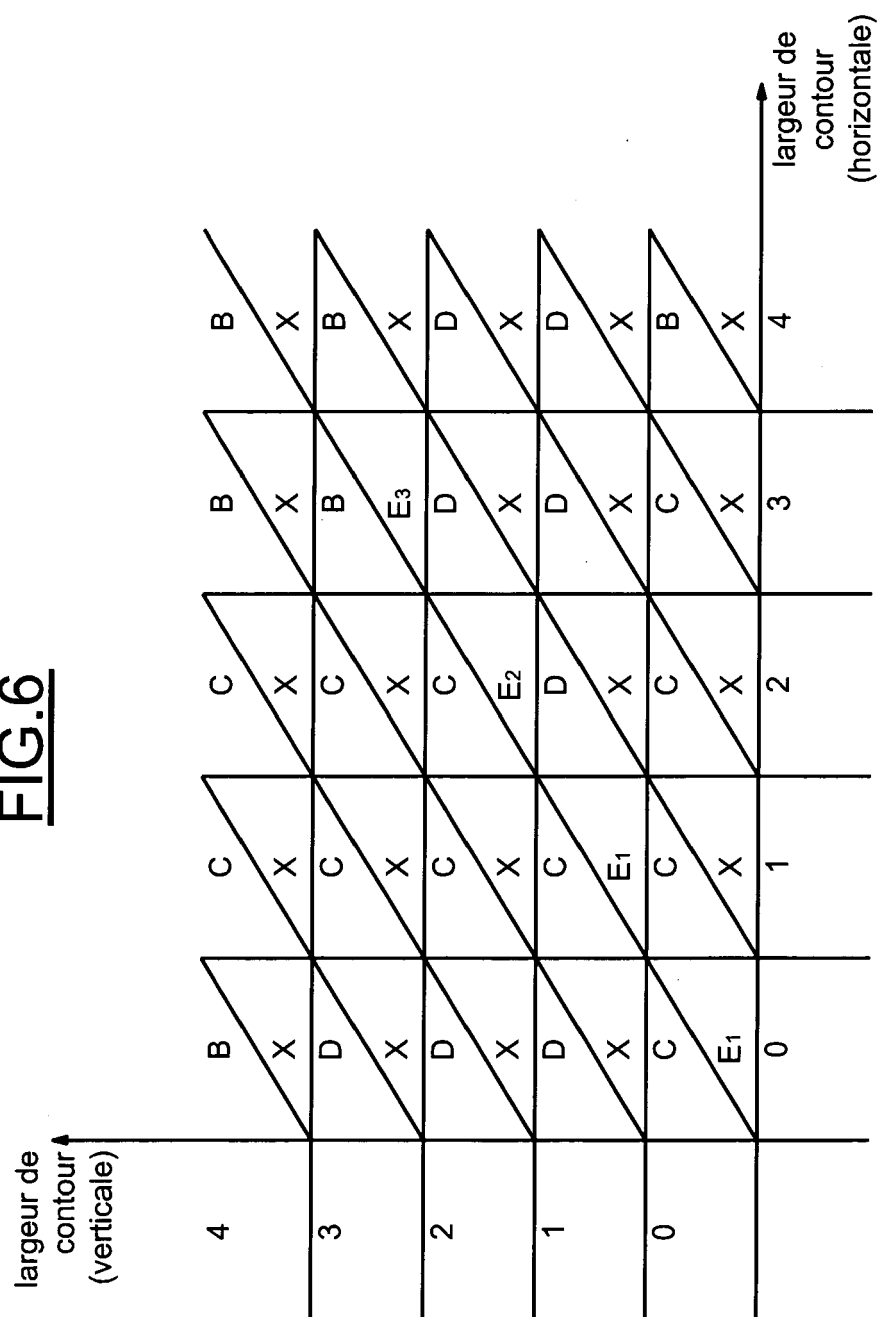 FIG.6
largeur de
contour
(verticale)
4 B C C B B
X X X X X
3 D C C B B
X X X E3 X
2 D C C D D
X X E2 X X
1 D C D D D
X E1 X X X
0 C C C C B
E1 X X X X
0 1 2 3 4
largeur de
contour
(horizontale)